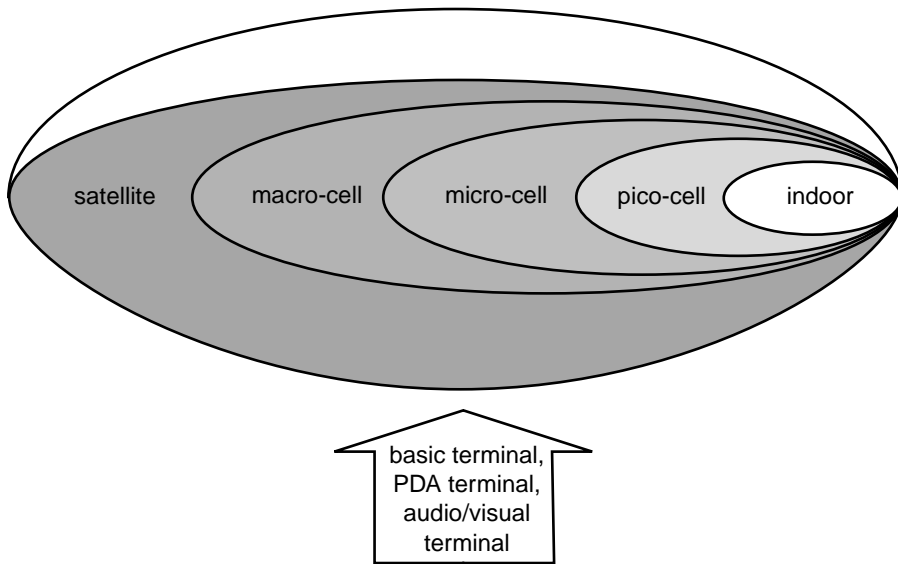 satellite macro-cell micro-cell pico-cell indoor
basic terminal,
PDA terminal,
audio/visual
terminal